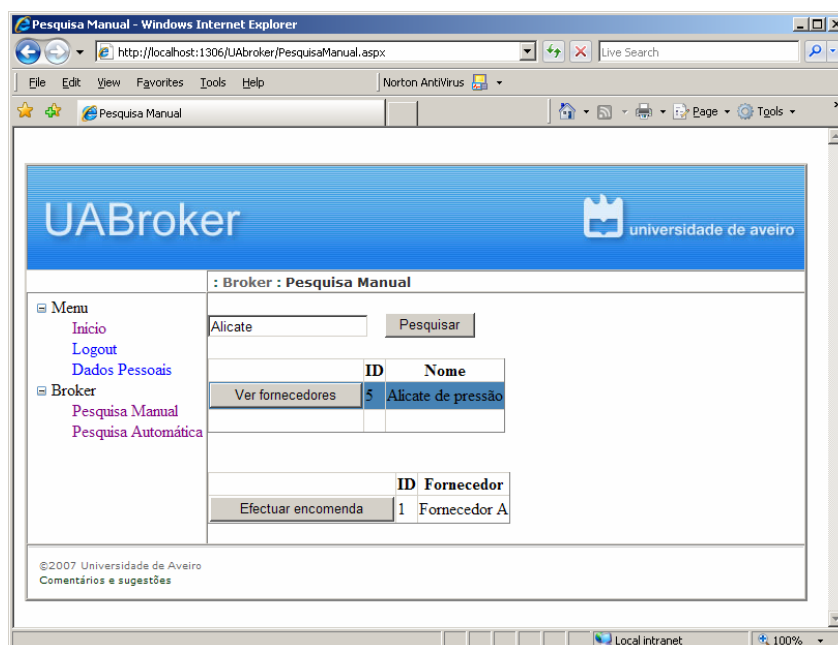 Pesquisa Manual - Windows Internet Explorer
http://localhost:1306/UAbroker/PesquisaManual.aspx
Live Search
File Edit View Favorites Tools Help Norton AntiVirus
Pesquisa Manual
Page Tools
UABroker
universidade de aveiro
: Broker : Pesquisa Manual
Menu
Inicio
Logout
Dados Pessoais
Broker
Pesquisa Manual
Pesquisa Automática
Alicate Pesquisar
ID Nome
Ver fornecedores 5 Alicate de pressão
ID Fornecedor
Efectuar encomenda 1 Fornecedor A
©2007 Universidade de Aveiro
Comentários e sugestões
Local intranet 100%